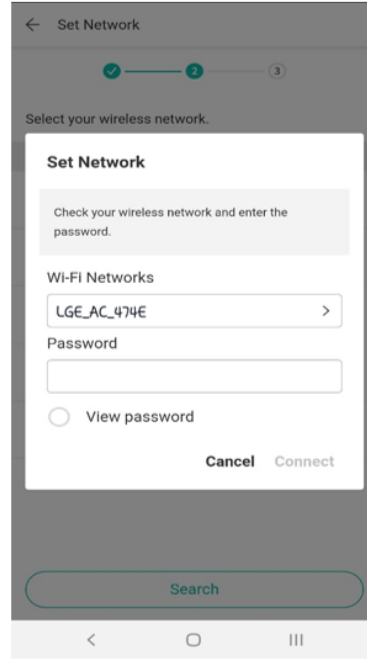 Set Network
2
3
Select your wireless network.
Set Network
Check your wireless network and enter the
password.
Wi-Fi Networks
LGE_AC_474E
Password
View password
Cancel Connect
Search